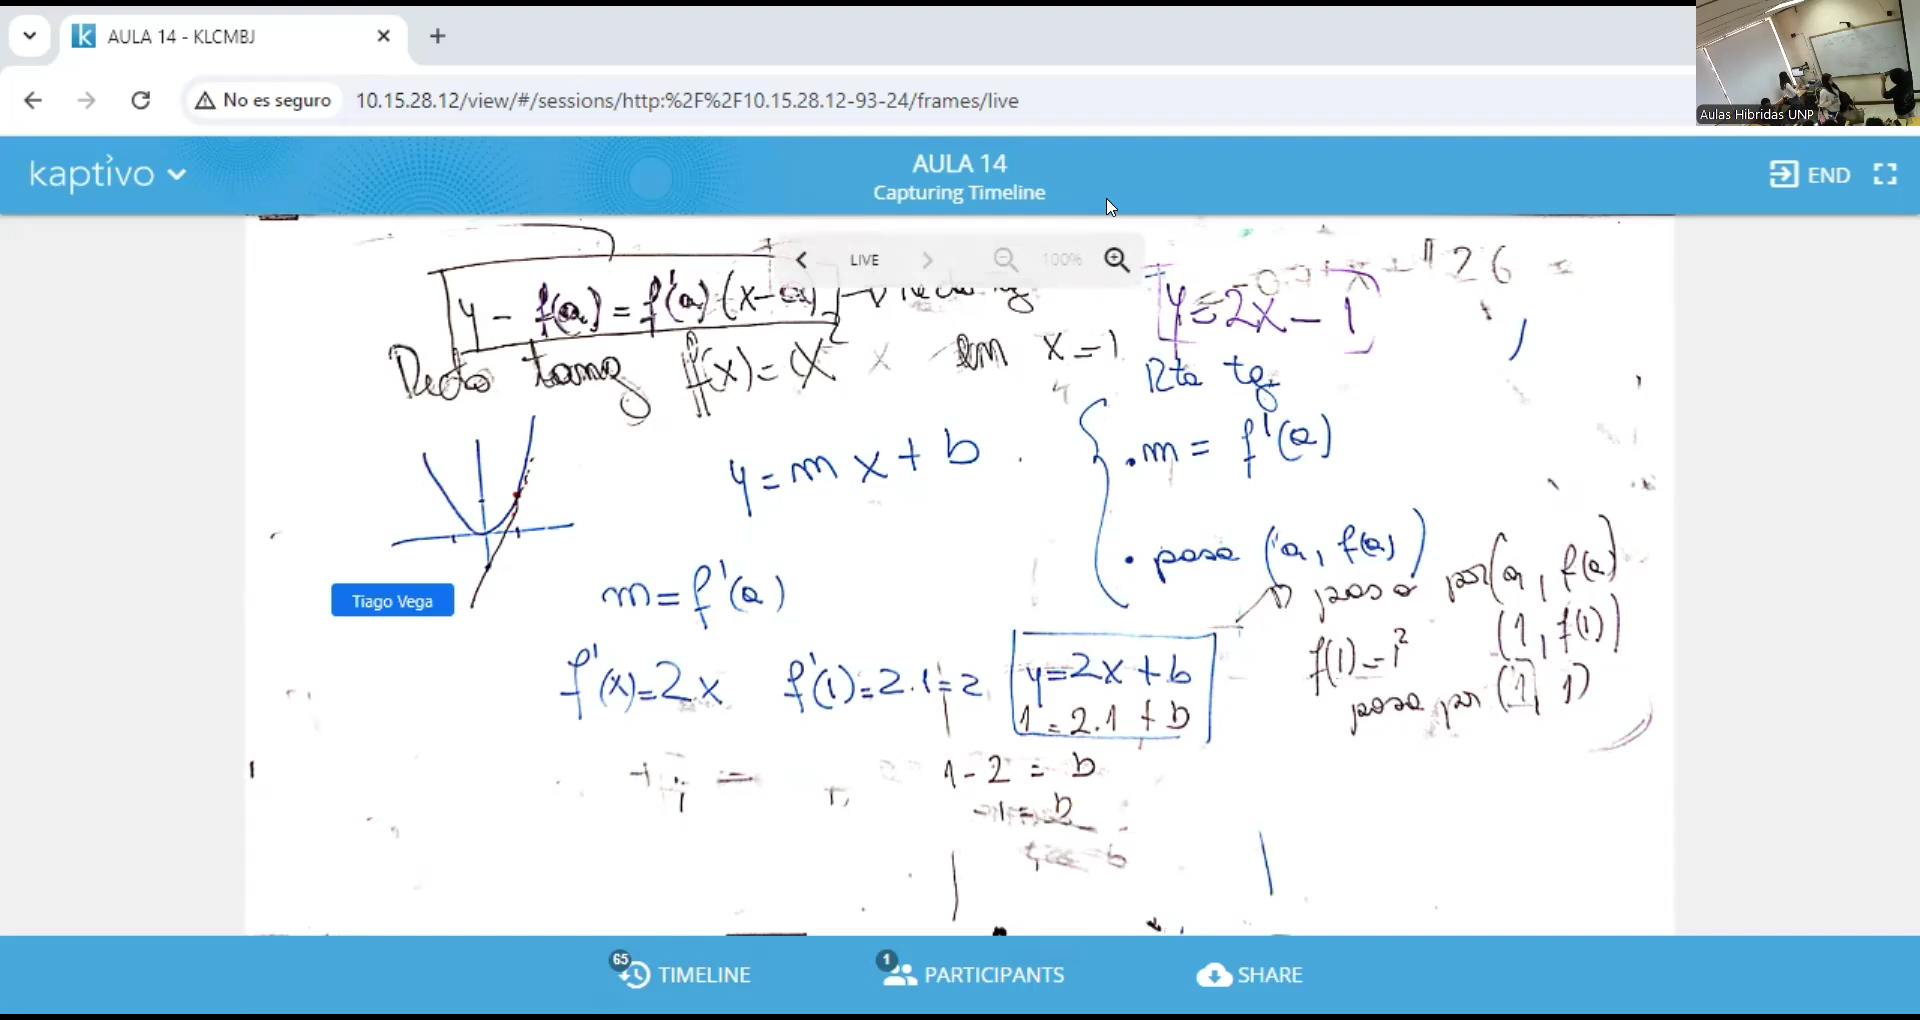 AULA 14 - KLCMBJ
No es seguro
10.15.28.12/view/#/sessions/http:%2F%2F10.15.28.12-93-24/frames/live
Aulas Hibridas UNP
kaptivo
AULA 14
Capturing Timeline
END
LIVE
100%
y - f(a) = f'(a) (x-a)
y = 2x - 1
Recta tang f(x) = x² en x = 1
Rta tg
y = m x + b
. m = f'(a)
. pasa (a, f(a))
Tiago Vega
m = f'(a)
pasa por (a, f(a)
(1, f(1))
f(1) = 1²
pasa por (1, 1)
f'(x) = 2x f'(1) = 2.1 = 2
y = 2x + b
1 = 2.1 + b
1 - 2 = b
-1 = b
65
TIMELINE
1
PARTICIPANTS
SHARE